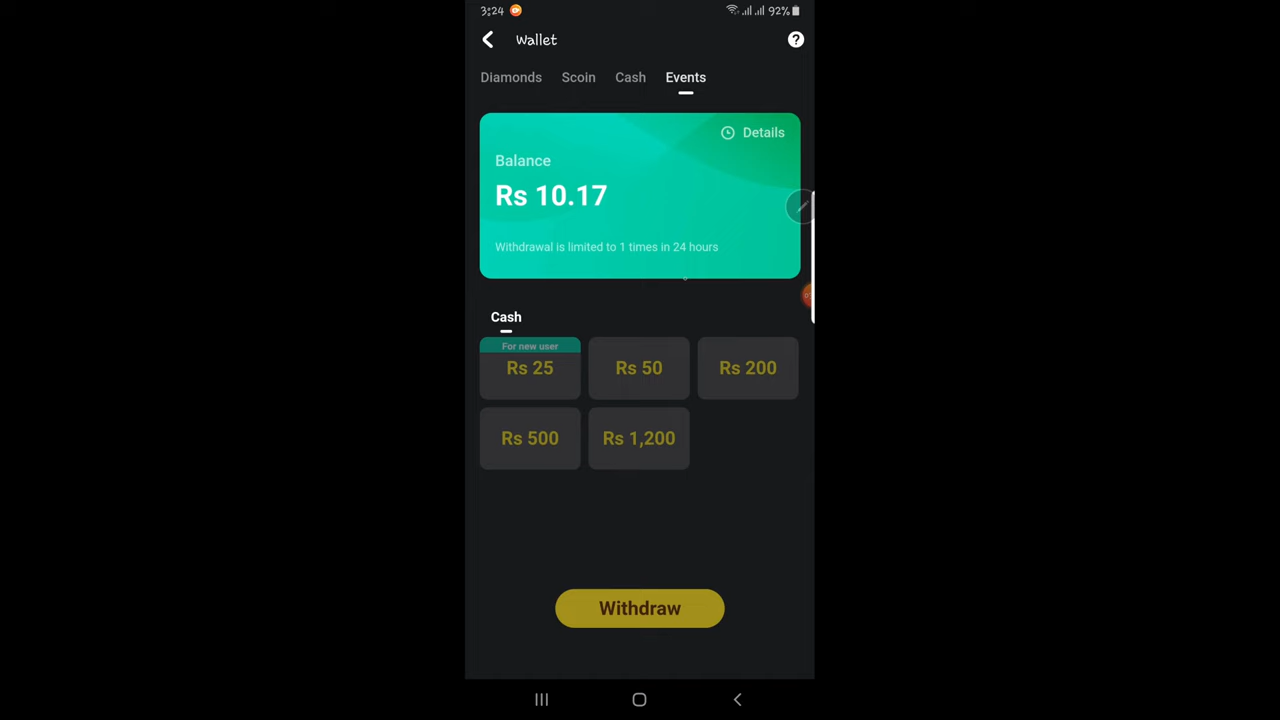 3:24 92%
Wallet ?
Diamonds Scoin Cash Events
Details
Balance
Rs 10.17
Withdrawal is limited to 1 times in 24 hours
Cash
For new user
Rs 25 Rs 50 Rs 200
Rs 500 Rs 1,200
Withdraw